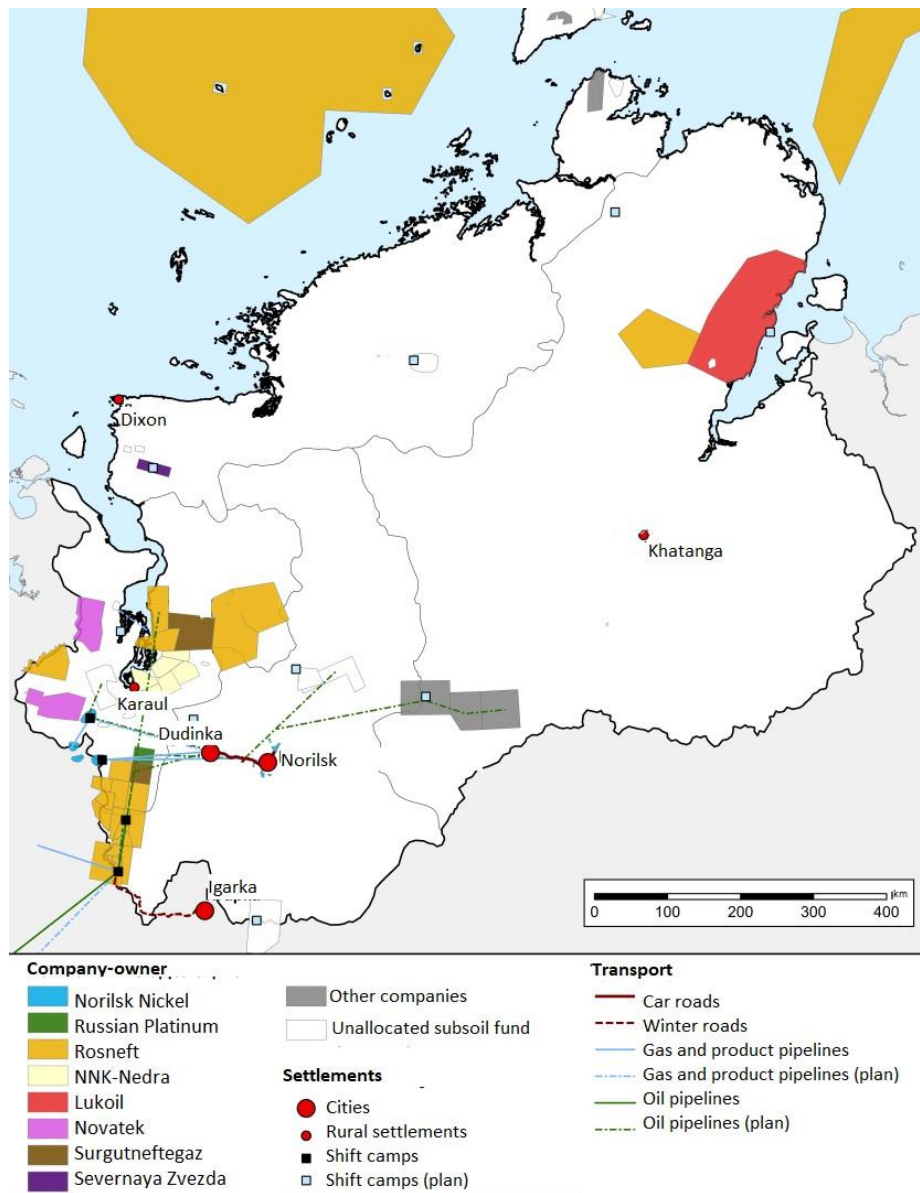 Dixon
Khatanga
Karaul
Dudinka
Norilsk
Igarka
km
0 100 200 300 400
Company-owner
Norilsk Nickel
Russian Platinum
Rosneft
NNK-Nedra
Lukoil
Novatek
Surgutneftegaz
Severnaya Zvezda
Other companies
Unallocated subsoil fund
Settlements
Cities
Rural settlements
Shift camps
Shift camps (plan)
Transport
Car roads
Winter roads
Gas and product pipelines
Gas and product pipelines (plan)
Oil pipelines
Oil pipelines (plan)